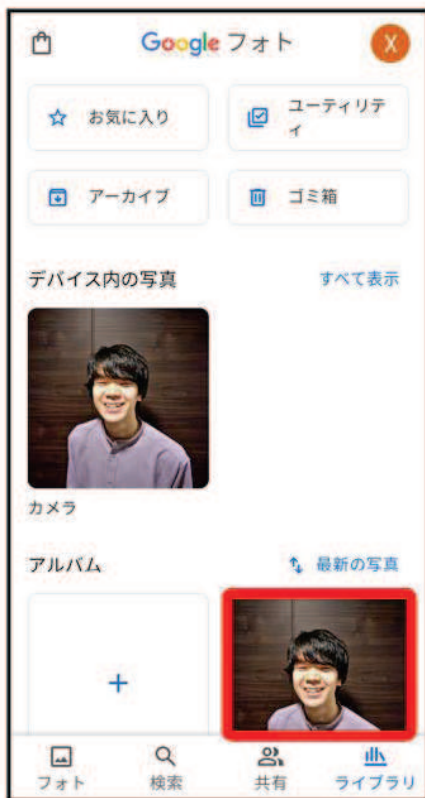 Google フォト
X
お気に入り
ユーティリテ
ィ
アーカイブ
ゴミ箱
デバイス内の写真
すべて表示
カメラ
アルバム
最新の写真
+
フォト
検索
共有
ライブラリ